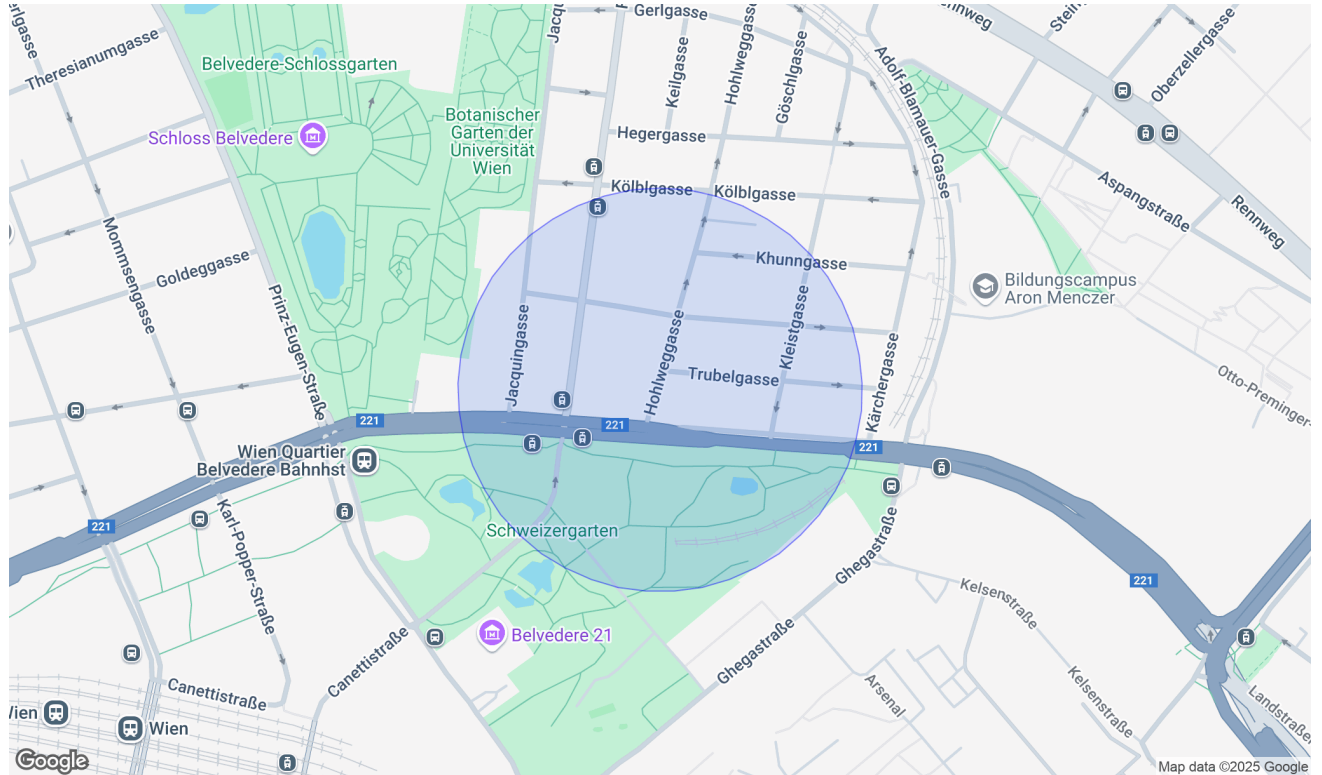 Gerlgasse
Rennweg
Theresianumgasse
Belvedere-Schlossgarten
Keilgasse
Hohlweggasse
Göschlgasse
Adolf-Blamauer-Gasse
Oberzellergasse
Botanischer
Garten der
Universität
Wien
Schloss Belvedere
Hegergasse
Kölblgasse
Kölblgasse
Aspangstraße
Rennweg
Mommsengasse
Goldeggasse
Khunngasse
Bildungscampus
Aron Menczer
Prinz-Eugen-Straße
Jacquingasse
Hohlweggasse
Kleistgasse
Trubelgasse
Kärchergasse
Otto-Preminger-
221
221
221
Wien Quartier
Belvedere Bahnhst
221
Karl-Popper-Straße
Schweizergarten
Ghegastraße
Kelsenstraße
221
Belvedere 21
Ghegastraße
Canettistraße
Canettistraße
Arsenal
Kelsenstraße
Wien
Google
Map data ©2025 Google